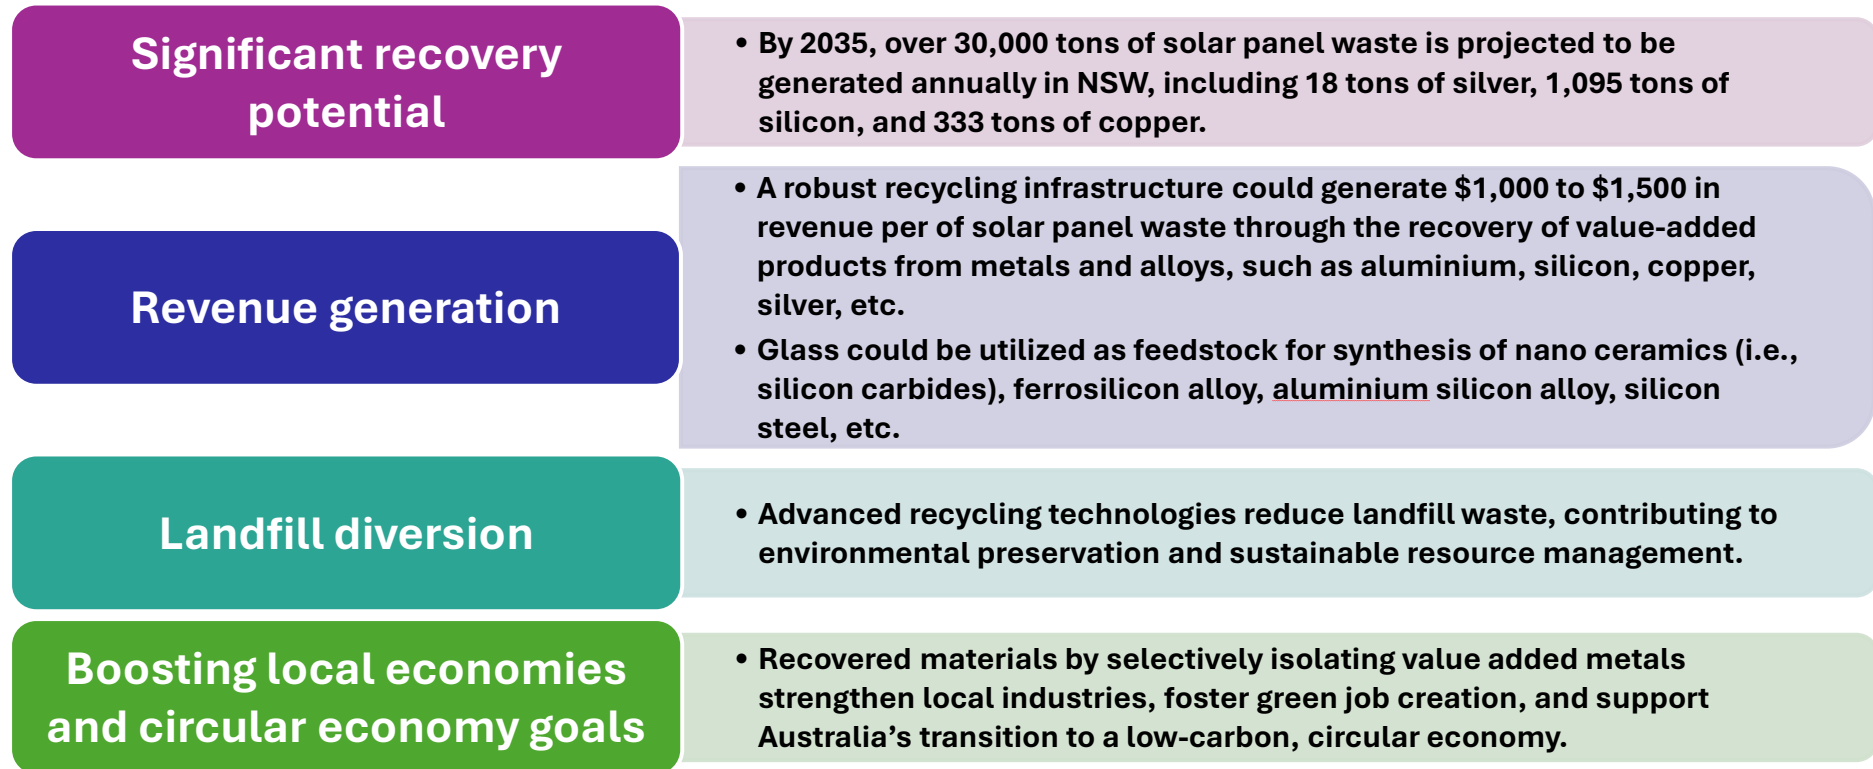 Significant recovery
potential
• By 2035, over 30,000 tons of solar panel waste is projected to be
generated annually in NSW, including 18 tons of silver, 1,095 tons of
silicon, and 333 tons of copper.
Revenue generation
• A robust recycling infrastructure could generate $1,000 to $1,500 in
revenue per of solar panel waste through the recovery of value-added
products from metals and alloys, such as aluminium, silicon, copper,
silver, etc.
• Glass could be utilized as feedstock for synthesis of nano ceramics (i.e.,
silicon carbides), ferrosilicon alloy, aluminium silicon alloy, silicon
steel, etc.
Landfill diversion
• Advanced recycling technologies reduce landfill waste, contributing to
environmental preservation and sustainable resource management.
Boosting local economies
and circular economy goals
• Recovered materials by selectively isolating value added metals
strengthen local industries, foster green job creation, and support
Australia’s transition to a low-carbon, circular economy.